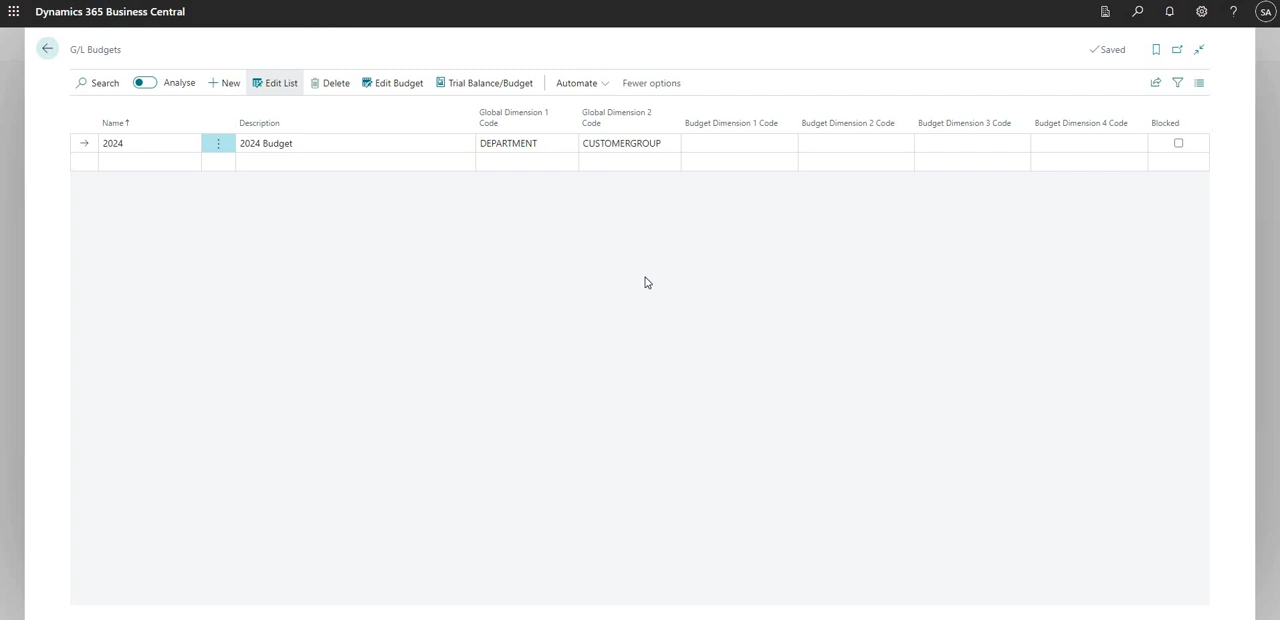 Dynamics 365 Business Central
SA
G/L Budgets
Saved
Search Analyse New Edit List Delete Edit Budget Trial Balance/Budget Automate Fewer options
Name ↑ Description Global Dimension 1 Code Global Dimension 2 Code Budget Dimension 1 Code Budget Dimension 2 Code Budget Dimension 3 Code Budget Dimension 4 Code Blocked
2024 2024 Budget DEPARTMENT CUSTOMERGROUP